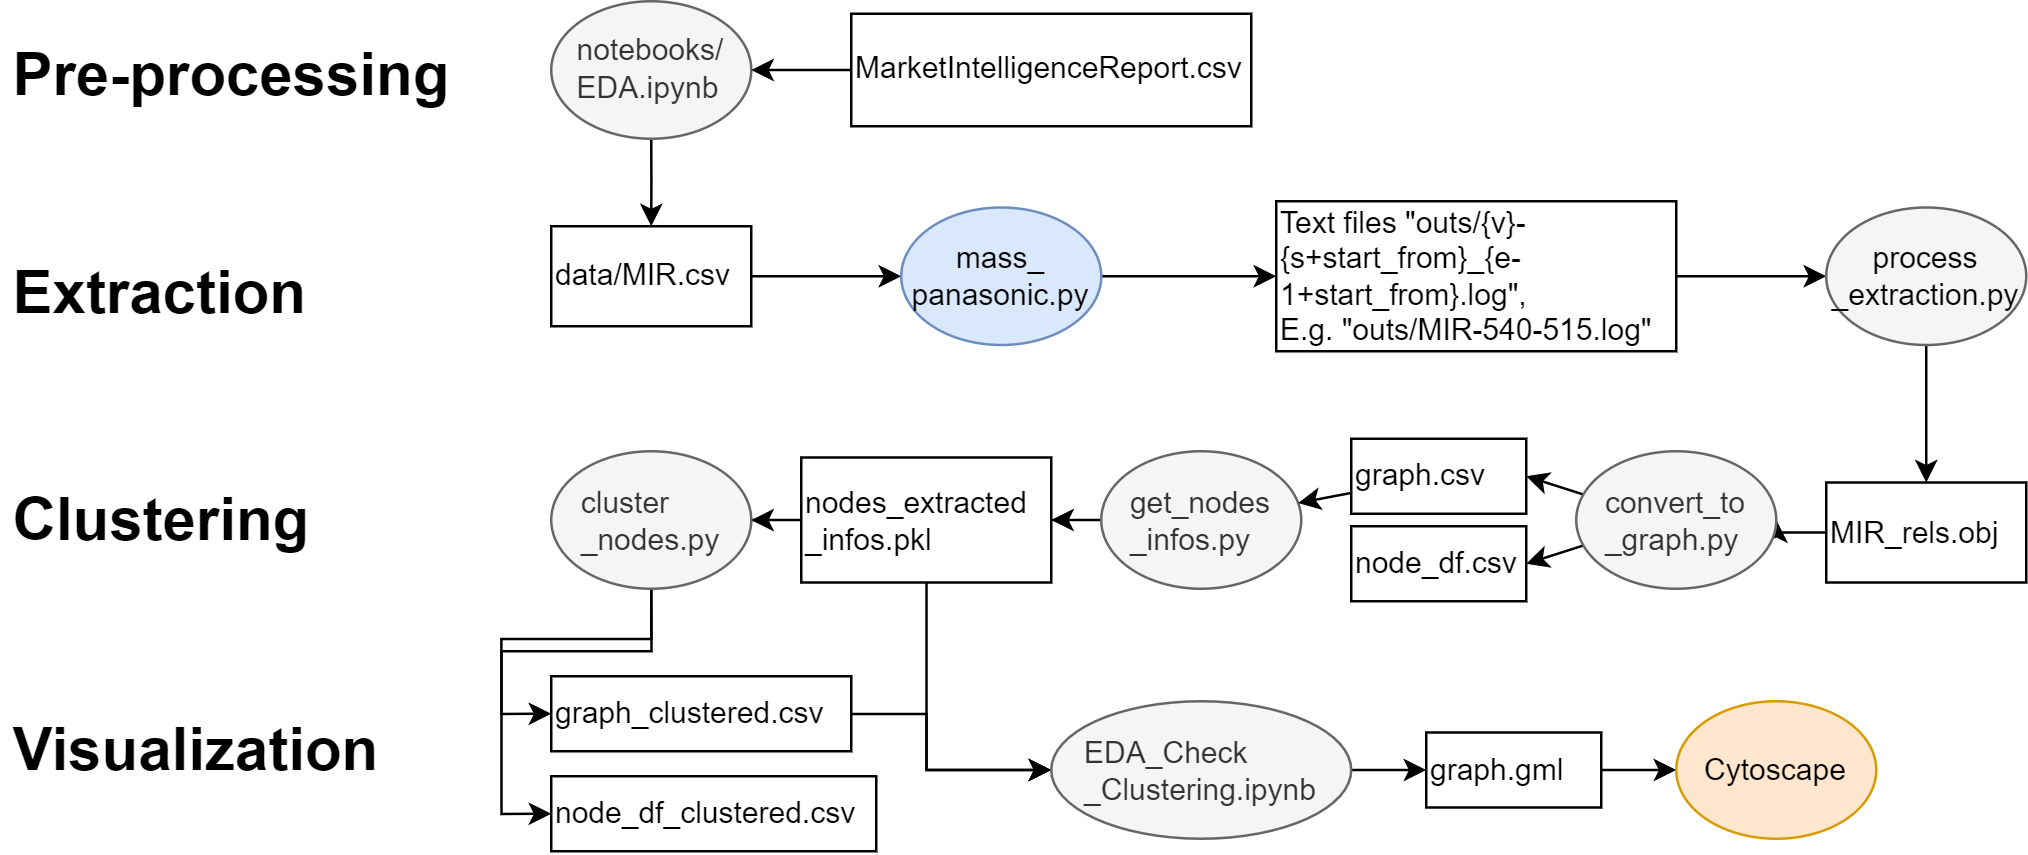 Pre-processing
notebooks/
EDA.ipynb
MarketIntelligenceReport.csv
Extraction
data/MIR.csv
mass_
panasonic.py
Text files "outs/{v}-
{s+start_from}_{e-
1+start_from}.log",
E.g. "outs/MIR-540-515.log"
process
_extraction.py
Clustering
cluster
_nodes.py
nodes_extracted
_infos.pkl
get_nodes
_infos.py
graph.csv
node_df.csv
convert_to
_graph.py
MIR_rels.obj
Visualization
graph_clustered.csv
node_df_clustered.csv
EDA_Check
_Clustering.ipynb
graph.gml
Cytoscape